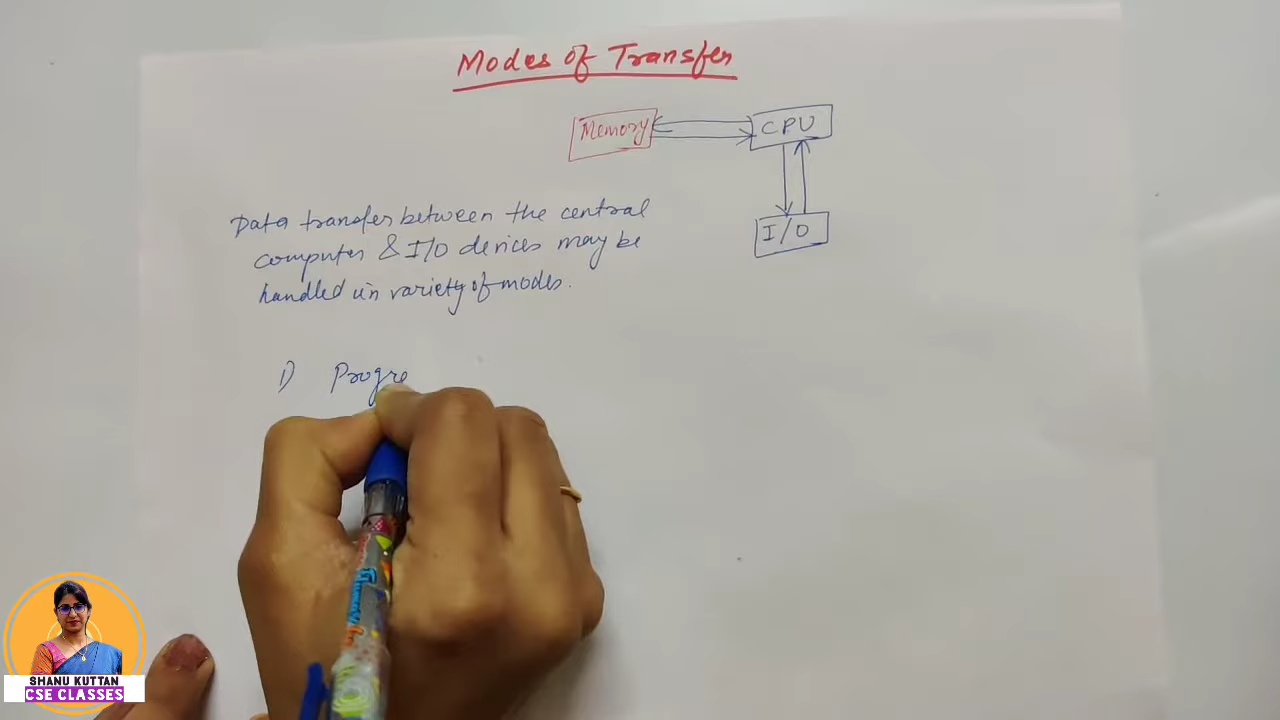 Modes of Transfer
Memory
CPU
I/O
Data transfer between the central
computer & I/O devices may be
handled in variety of modes.
1) Progre
SHANU KUTTAN
CSE CLASSES